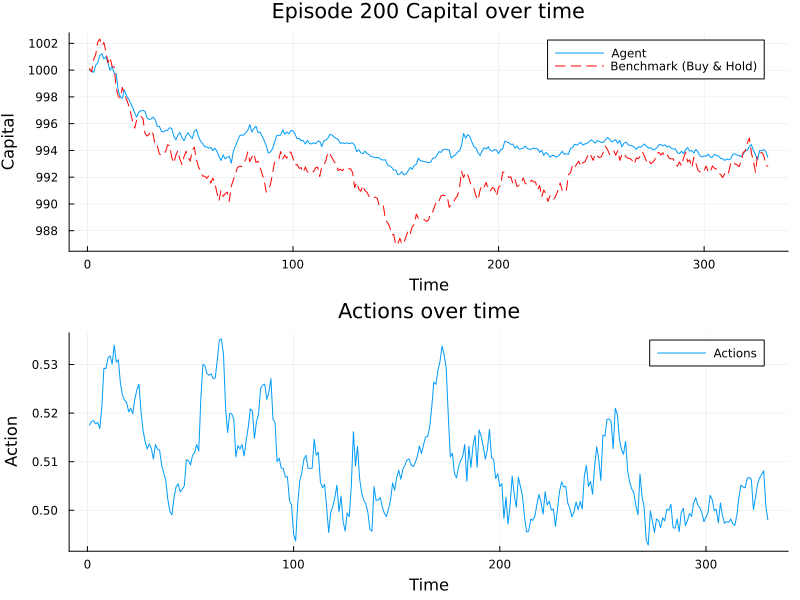 Episode 200 Capital over time
Agent
Benchmark (Buy & Hold)
Capital
1002
1000
998
996
994
992
990
988
0
100
200
300
Time
Actions over time
Actions
Action
0.53
0.52
0.51
0.50
0
100
200
300
Time